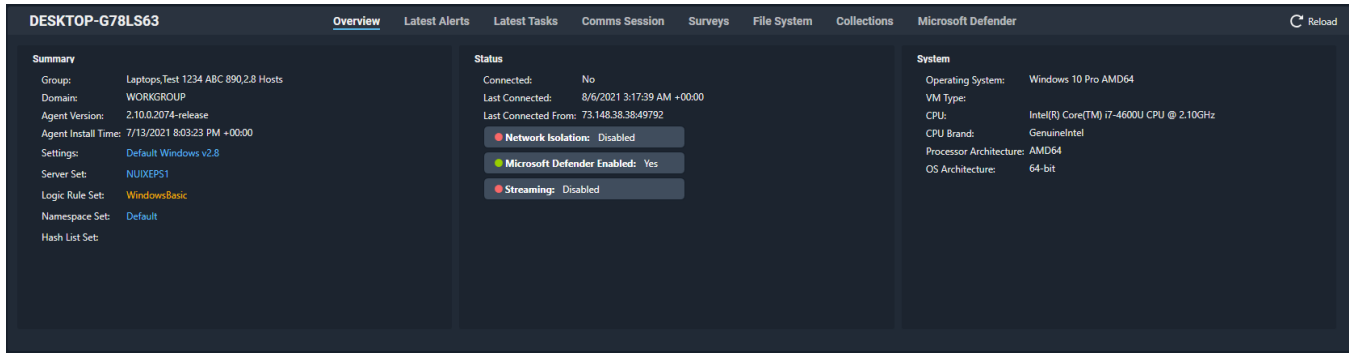 DESKTOP-G78LS63 Overview Latest Alerts Latest Tasks Comms Session Surveys File System Collections Microsoft Defender Reload
Summary
Group: Laptops,Test 1234 ABC 890,2.8 Hosts
Domain: WORKGROUP
Agent Version: 2.10.0.2074-release
Agent Install Time: 7/13/2021 8:03:23 PM +00:00
Settings: Default Windows v2.8
Server Set: NUIXEPS1
Logic Rule Set: WindowsBasic
Namespace Set: Default
Hash List Set:
Status
Connected: No
Last Connected: 8/6/2021 3:17:39 AM +00:00
Last Connected From: 73.148.38.38:49792
Network Isolation: Disabled
Microsoft Defender Enabled: Yes
Streaming: Disabled
System
Operating System: Windows 10 Pro AMD64
VM Type:
CPU: Intel(R) Core(TM) i7-4600U CPU @ 2.10GHz
CPU Brand: GenuineIntel
Processor Architecture: AMD64
OS Architecture: 64-bit